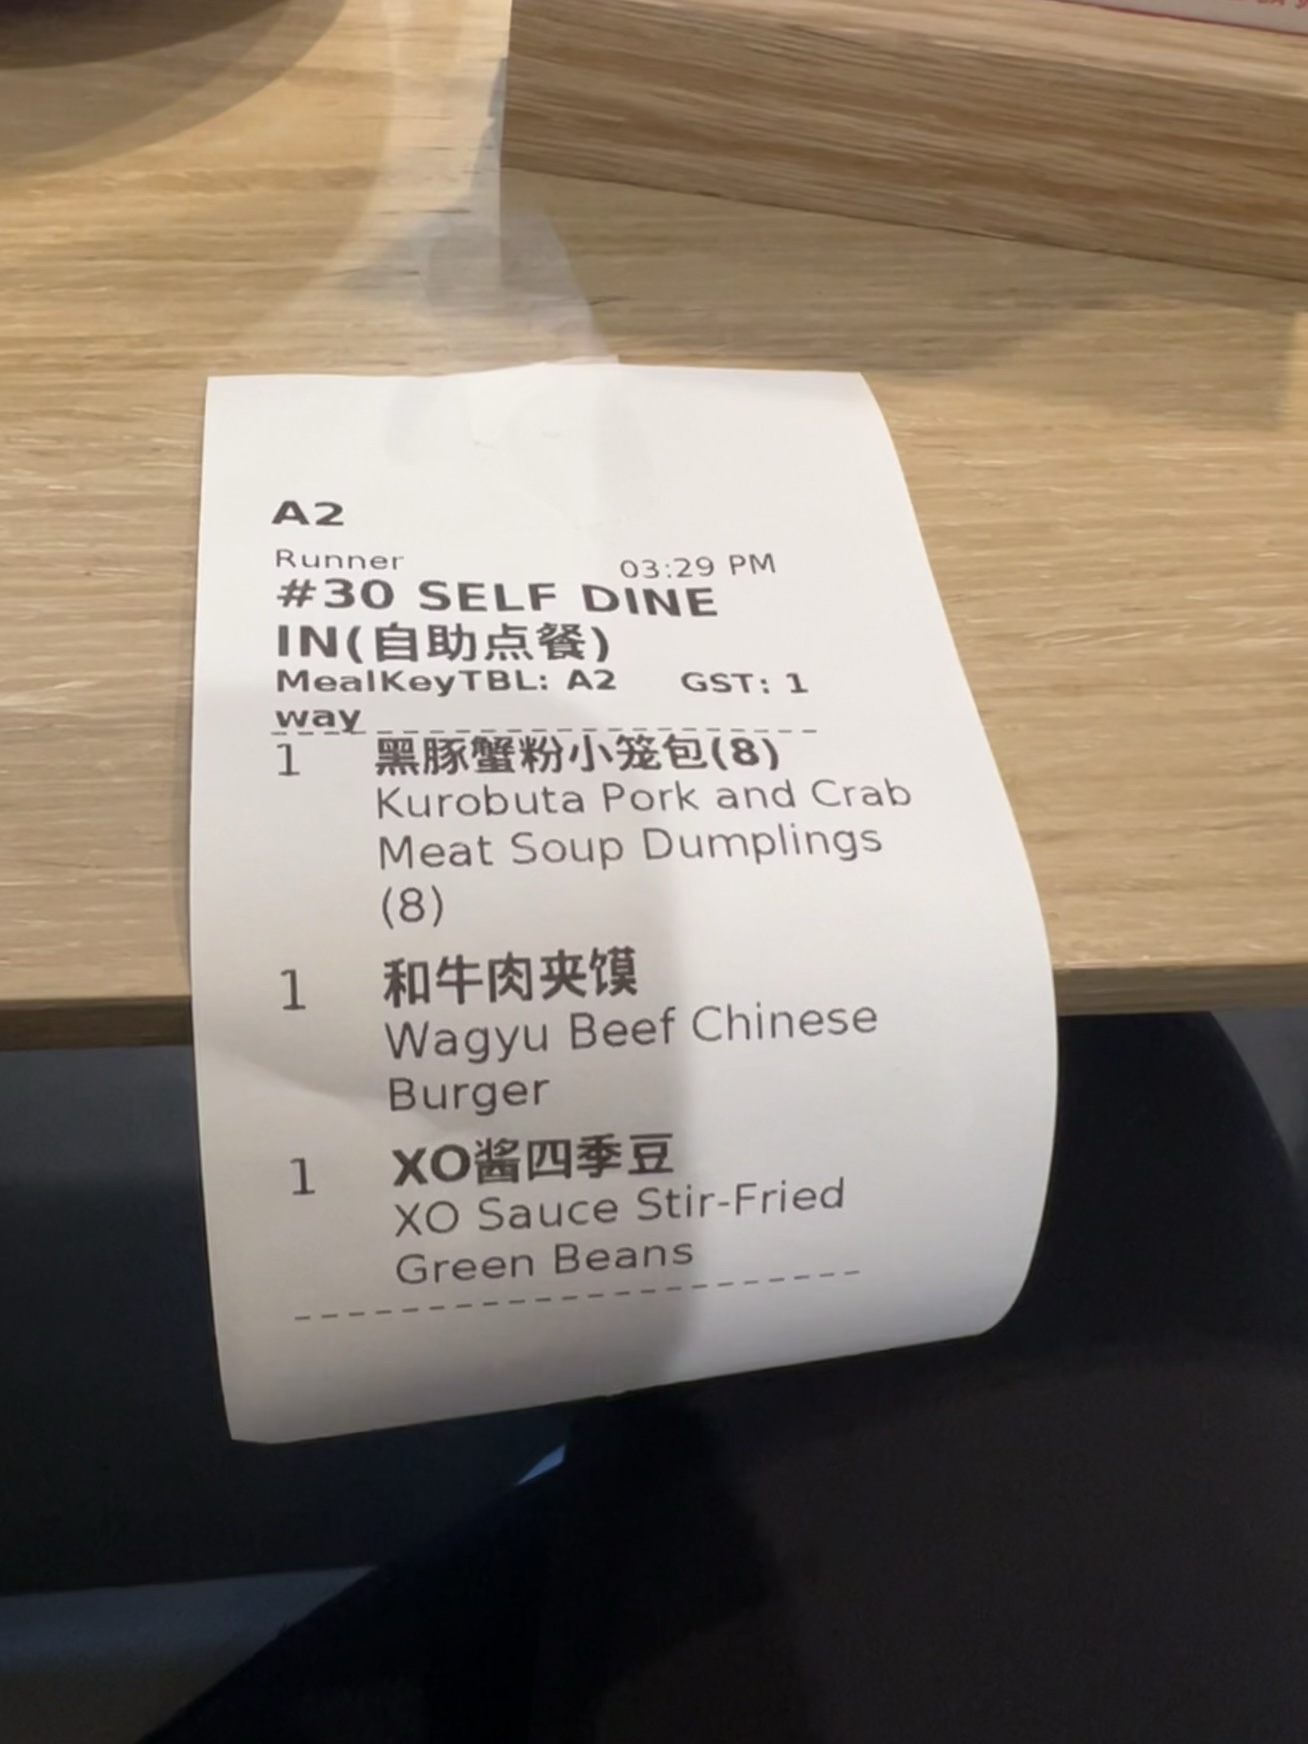 A2
Runner 03:29 PM
#30 SELF DINE
IN(自助点餐)
MealKeyTBL: A2 GST: 1
way
1 黑豚蟹粉小笼包(8)
Kurobuta Pork and Crab
Meat Soup Dumplings
(8)
1 和牛肉夹馍
Wagyu Beef Chinese
Burger
1 XO酱四季豆
XO Sauce Stir-Fried
Green Beans